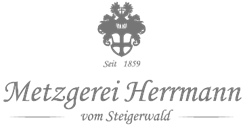 Seit 1859
Metzgerei Herrmann
vom Steigerwald